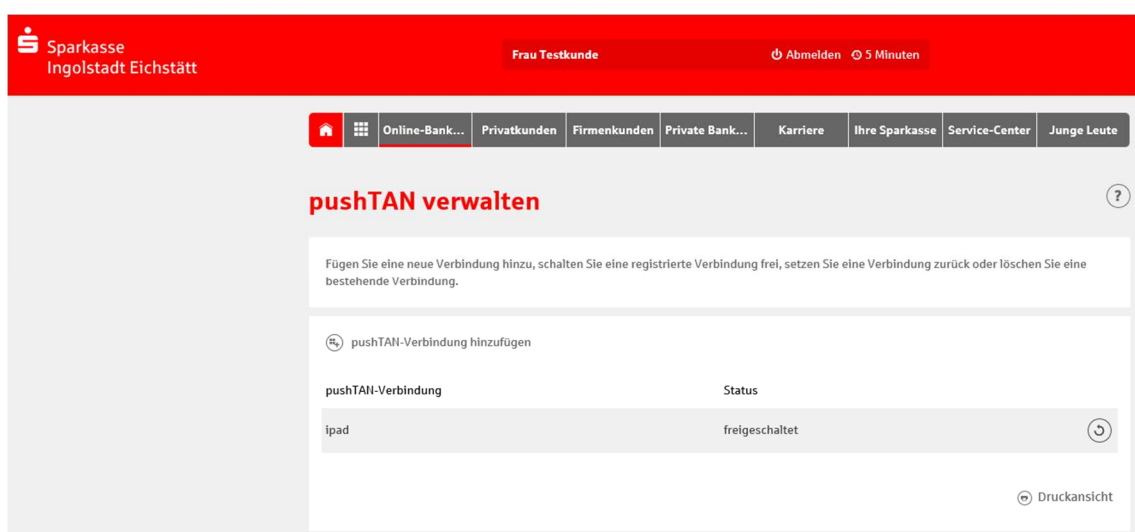 Sparkasse
Ingolstadt Eichstätt
Frau Testkunde
Abmelden
5 Minuten
Online-Bank...
Privatkunden
Firmenkunden
Private Bank...
Karriere
Ihre Sparkasse
Service-Center
Junge Leute
pushTAN verwalten
?
Fügen Sie eine neue Verbindung hinzu, schalten Sie eine registrierte Verbindung frei, setzen Sie eine Verbindung zurück oder löschen Sie eine
bestehende Verbindung.
pushTAN-Verbindung hinzufügen
pushTAN-Verbindung
Status
ipad
freigeschaltet
Druckansicht